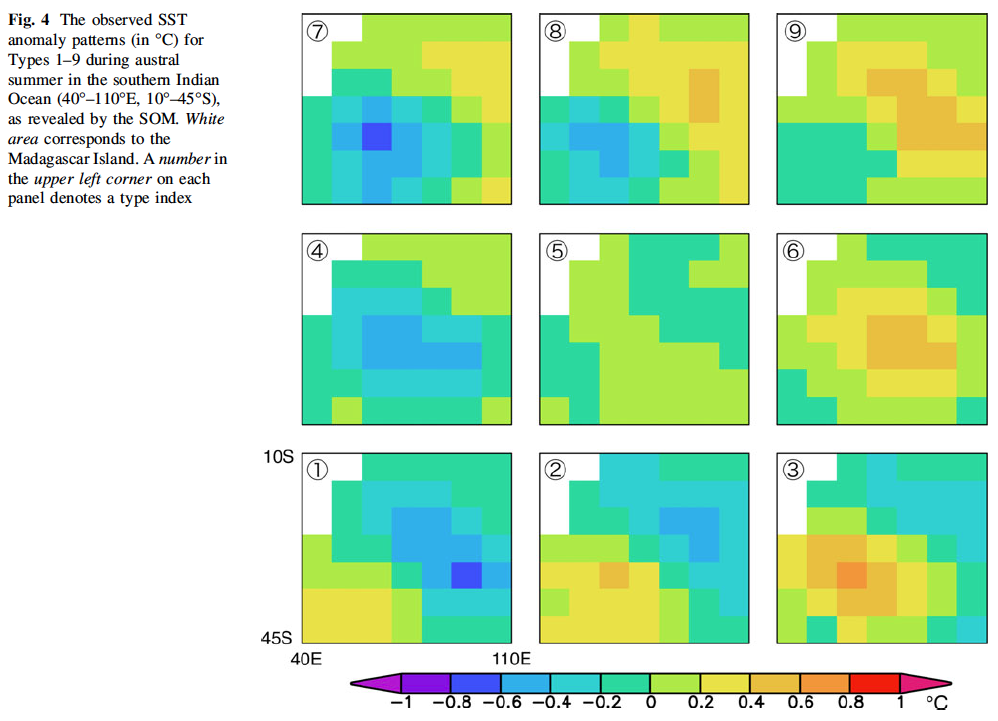 Fig. 4 The observed SST
anomaly patterns (in °C) for
Types 1–9 during austral
summer in the southern Indian
Ocean (40°–110°E, 10°–45°S),
as revealed by the SOM. White
area corresponds to the
Madagascar Island. A number in
the upper left corner on each
panel denotes a type index
⑦ ⑧ ⑨
④ ⑤ ⑥
10S ① ② ③
45S
40E 110E
−1 −0.8 −0.6 −0.4 −0.2 0 0.2 0.4 0.6 0.8 1 °C